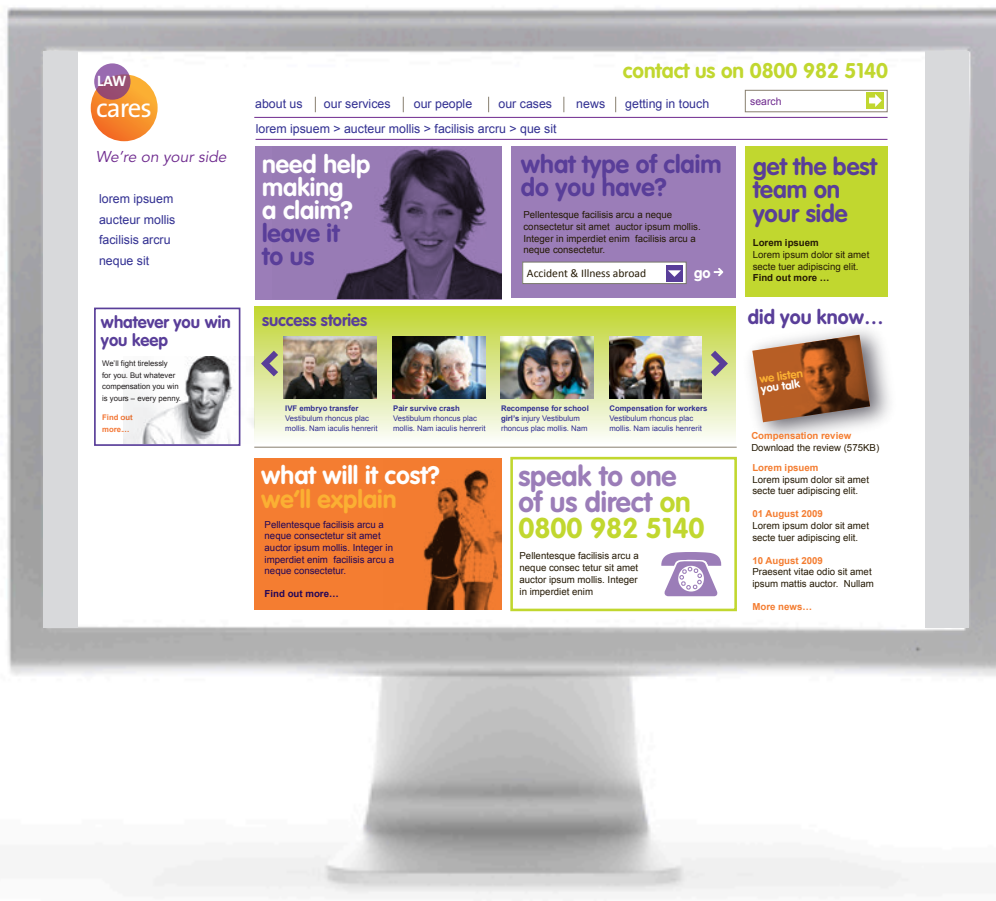 LAW
cares
We're on your side
contact us on 0800 982 5140
about us | our services | our people | our cases | news | getting in touch
search
lorem ipsuem > aucteur mollis > facilisis arcru > que sit
lorem ipsuem
aucteur mollis
facilisis arcru
neque sit
need help
making
a claim?
leave it
to us
what type of claim
do you have?
Pellentesque facilisis arcu a neque
consectetur sit amet auctor ipsum mollis.
Integer in imperdiet enim facilisis arcu a
neque consectetur.
Accident & Illness abroad
go →
get the best
team on
your side
Lorem ipsuem
Lorem ipsum dolor sit amet
secte tuer adipiscing elit.
Find out more ...
whatever you win
you keep
We'll fight tirelessly
for you. But whatever
compensation you win
is yours – every penny.
Find out
more…
success stories
IVF embryo transfer
Vestibulum rhoncus plac
mollis. Nam iaculis henrerit
Pair survive crash
Vestibulum rhoncus plac
mollis. Nam iaculis henrerit
Recompense for school
girl's injury Vestibulum
rhoncus plac mollis. Nam
Compensation for workers
Vestibulum rhoncus plac
mollis. Nam iaculis henrerit
did you know…
we listen
you talk
Compensation review
Download the review (575KB)
Lorem ipsuem
Lorem ipsum dolor sit amet
secte tuer adipiscing elit.
01 August 2009
Lorem ipsum dolor sit amet
secte tuer adipiscing elit.
10 August 2009
Praesent vitae odio sit amet
ipsum mattis auctor. Nullam
More news…
what will it cost?
we'll explain
Pellentesque facilisis arcu a
neque consectetur sit amet
auctor ipsum mollis. Integer in
imperdiet enim facilisis arcu a
neque consectetur.
Find out more…
speak to one
of us direct on
0800 982 5140
Pellentesque facilisis arcu a
neque consec tetur sit amet
auctor ipsum mollis. Integer
in imperdiet enim